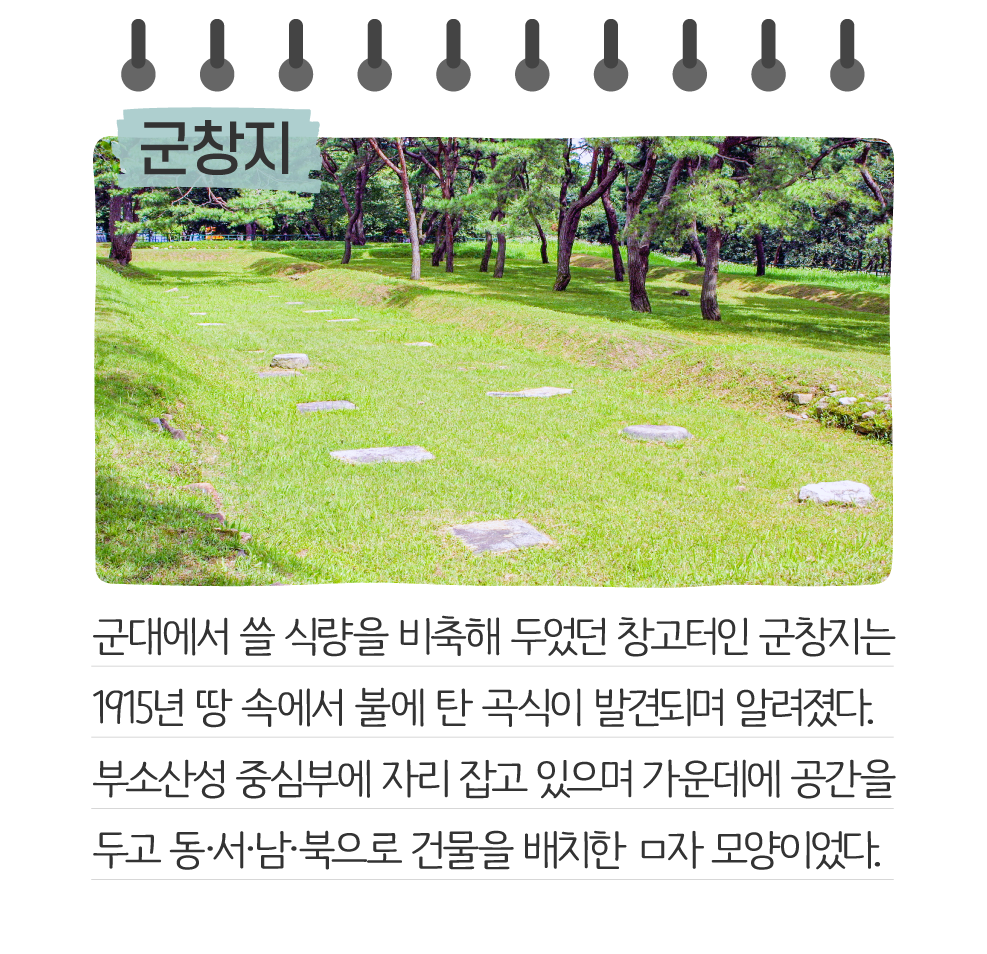 군창지
군대에서 쓸 식량을 비축해 두었던 창고터인 군창지는
1915년 땅 속에서 불에 탄 곡식이 발견되며 알려졌다.
부소산성 중심부에 자리 잡고 있으며 가운데에 공간을
두고 동·서·남·북으로 건물을 배치한 ㅁ자 모양이었다.